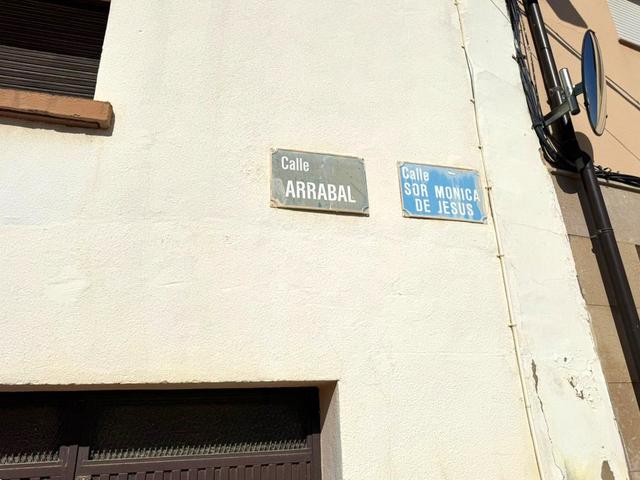 Calle
ARRABAL
Calle
SOR MONICA
DE JESUS